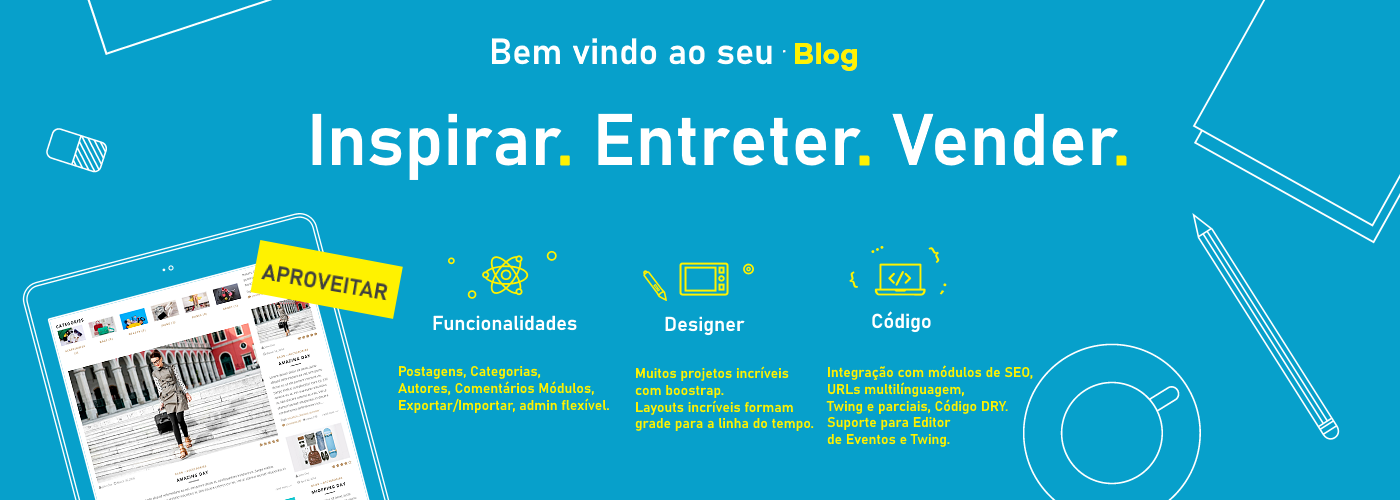 Bem vindo ao seu · Blog
Inspirar. Entreter. Vender.
APROVEITAR
Funcionalidades
Postagens, Categorias,
Autores, Comentários Módulos,
Exportar/Importar, admin flexível.
Designer
Muitos projetos incríveis
com boostrap.
Layouts incríveis formam
grade para a linha do tempo.
Código
Integração com módulos de SEO,
URLs multilínguagem,
Twing e parciais, Código DRY.
Suporte para Editor
de Eventos e Twing.
CATEGORIES
AMAZING DAY
AMAZING DAY
SHOPPING DAY